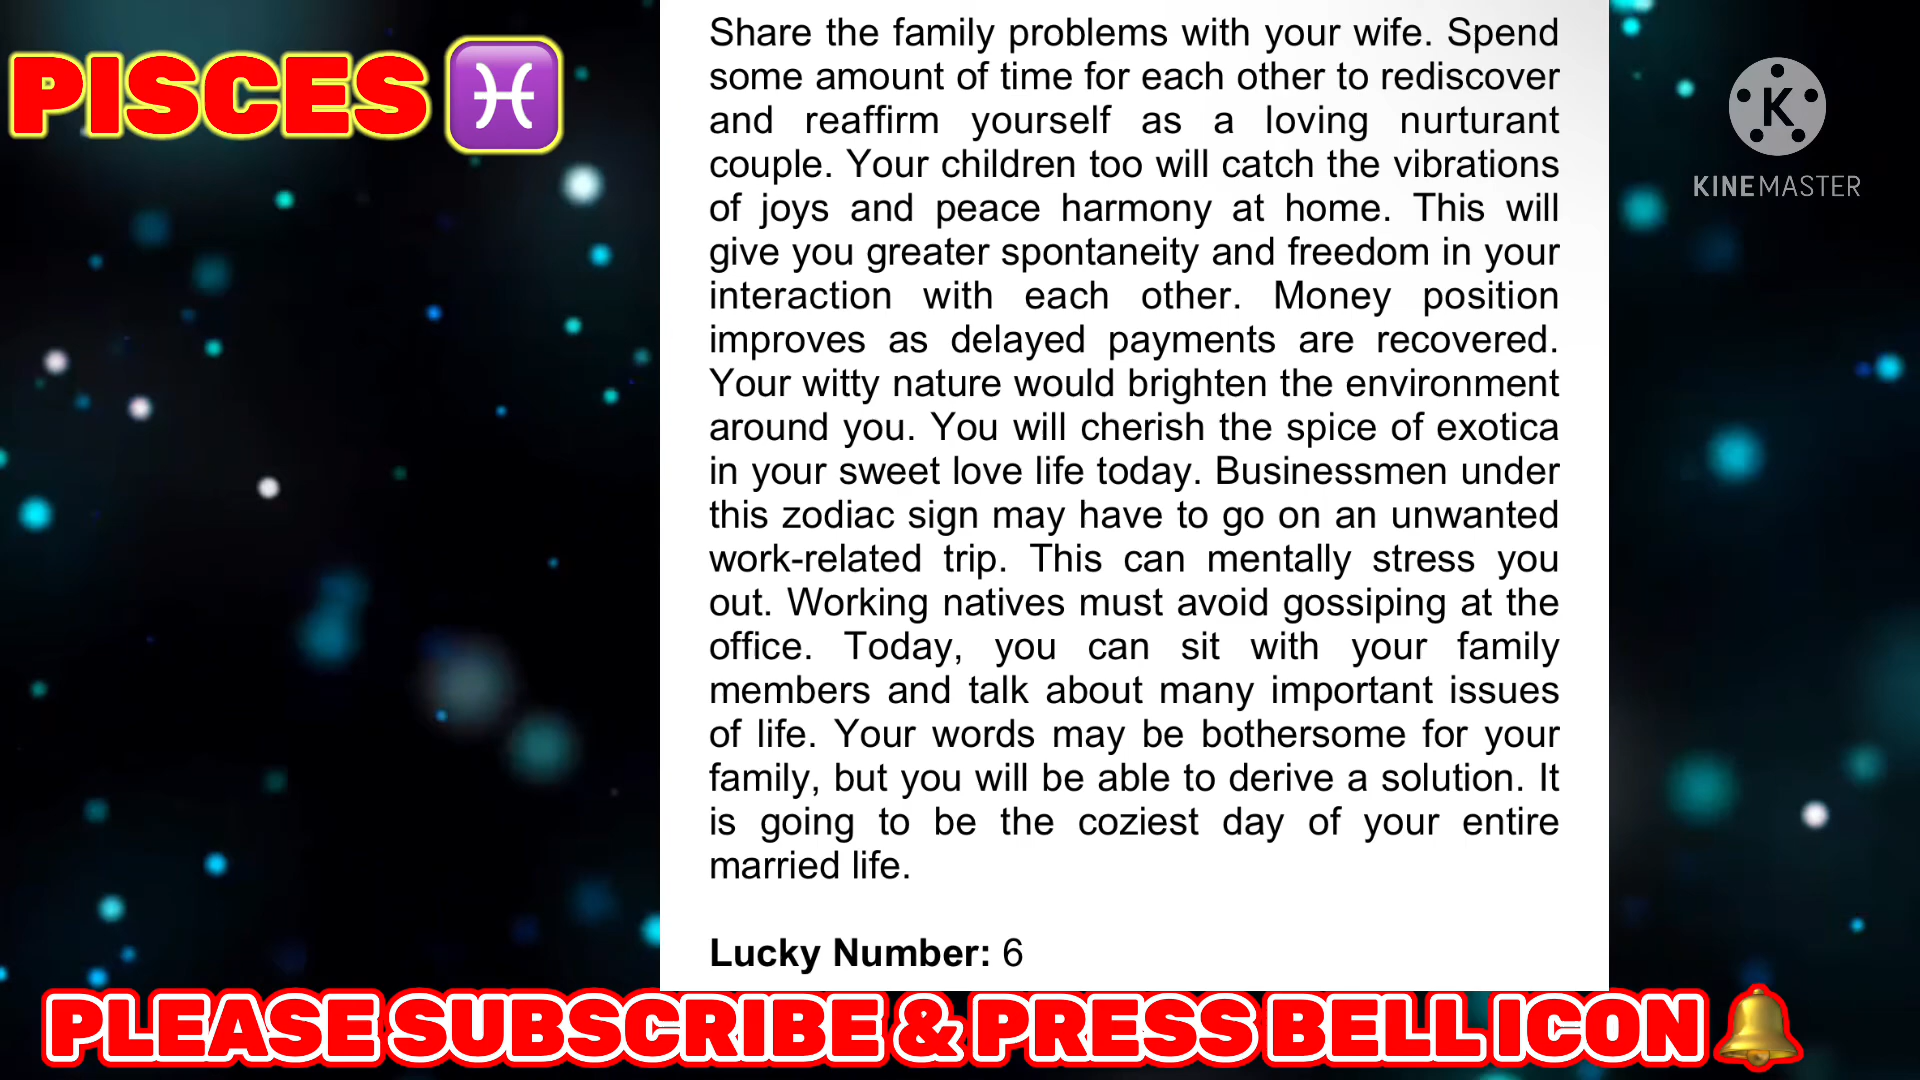 PISCES ♓
Share the family problems with your wife. Spend
some amount of time for each other to rediscover
and reaffirm yourself as a loving nurturant
couple. Your children too will catch the vibrations
of joys and peace harmony at home. This will
give you greater spontaneity and freedom in your
interaction with each other. Money position
improves as delayed payments are recovered.
Your witty nature would brighten the environment
around you. You will cherish the spice of exotica
in your sweet love life today. Businessmen under
this zodiac sign may have to go on an unwanted
work-related trip. This can mentally stress you
out. Working natives must avoid gossiping at the
office. Today, you can sit with your family
members and talk about many important issues
of life. Your words may be bothersome for your
family, but you will be able to derive a solution. It
is going to be the coziest day of your entire
married life.
Lucky Number: 6
K
KINEMASTER
PLEASE SUBSCRIBE & PRESS BELL ICON 🔔